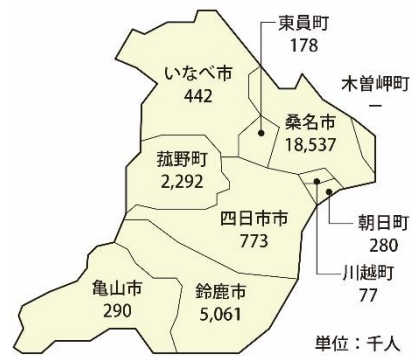 東員町
178
いなべ市
442
木曽岬町
ー
桑名市
18,537
菰野町
2,292
四日市市
773
朝日町
280
川越町
77
亀山市
290
鈴鹿市
5,061
単位：千人